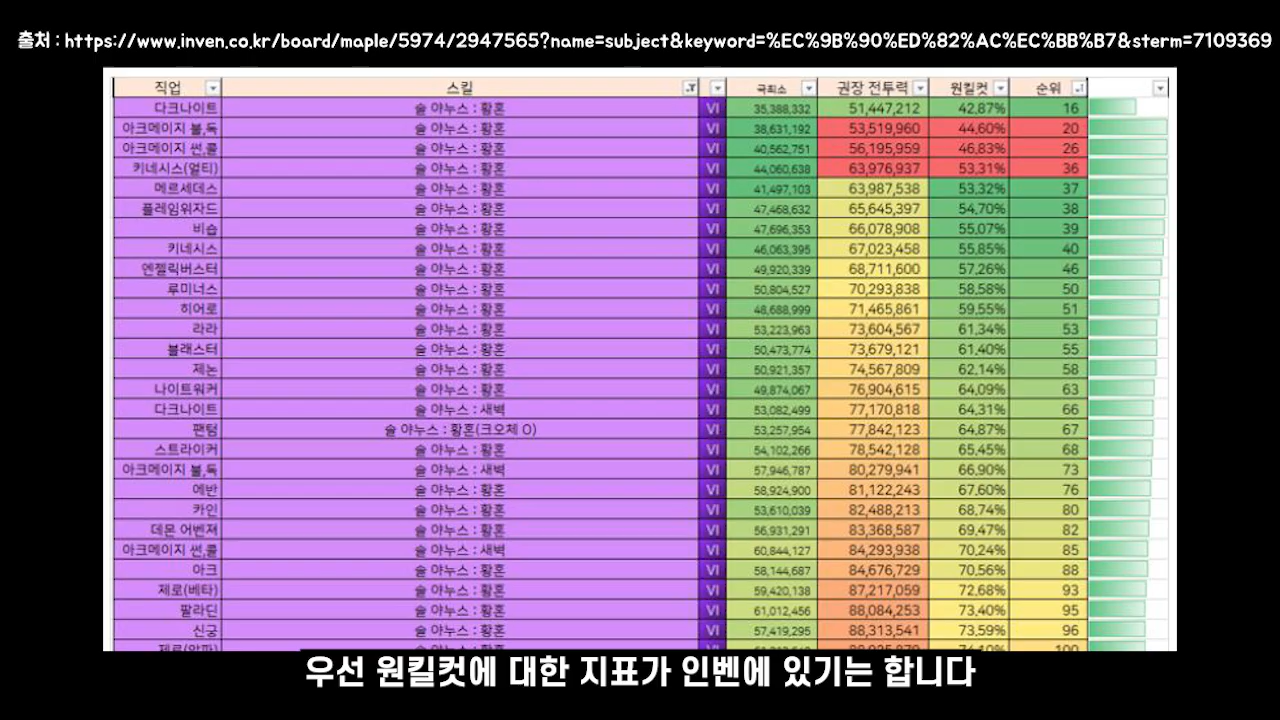 출처 : https://www.inven.co.kr/board/maple/5974/2947565?name=subject&keyword=%EC%9B%90%ED%82%AC%EC%BB%B7&sterm=7109369
직업 스킬 국최소 권장 전투력 원킬컷 순위
다크나이트 솔 야누스 : 황혼 VI 35,388,332 51,447,212 42,87% 16
아크메이지 불,독 솔 야누스 : 황혼 VI 38,631,192 53,519,960 44,60% 20
아크메이지 썬,콜 솔 야누스 : 황혼 VI 40,562,751 56,195,959 46,83% 26
키네시스(얼티) 솔 야누스 : 황혼 VI 44,060,638 63,976,937 53,31% 36
메르세데스 솔 야누스 : 황혼 VI 41,497,103 63,987,538 53,32% 37
플레임위자드 솔 야누스 : 황혼 VI 47,468,632 65,645,397 54,70% 38
비숍 솔 야누스 : 황혼 VI 47,696,353 66,078,908 55,07% 39
키네시스 솔 야누스 : 황혼 VI 46,063,395 67,023,458 55,85% 40
엔젤릭버스터 솔 야누스 : 황혼 VI 49,920,339 68,711,600 57,26% 46
루미너스 솔 야누스 : 황혼 VI 50,804,527 70,293,838 58,58% 50
히어로 솔 야누스 : 황혼 VI 48,688,999 71,465,861 59,55% 51
라라 솔 야누스 : 황혼 VI 53,223,963 73,604,567 61,34% 53
블래스터 솔 야누스 : 황혼 VI 50,473,774 73,679,121 61,40% 55
제논 솔 야누스 : 황혼 VI 50,921,357 74,567,809 62,14% 58
나이트워커 솔 야누스 : 황혼 VI 49,874,067 76,904,615 64,09% 63
다크나이트 솔 야누스 : 새벽 VI 53,082,499 77,170,818 64,31% 66
팬텀 솔 야누스 : 황혼(크오체 O) VI 53,257,954 77,842,123 64,87% 67
스트라이커 솔 야누스 : 황혼 VI 54,102,266 78,542,128 65,45% 68
아크메이지 불,독 솔 야누스 : 새벽 VI 57,946,787 80,279,941 66,90% 73
에반 솔 야누스 : 황혼 VI 58,924,900 81,122,243 67,60% 76
카인 솔 야누스 : 황혼 VI 53,610,039 82,488,213 68,74% 80
데몬 어벤져 솔 야누스 : 황혼 VI 56,931,291 83,368,587 69,47% 82
아크메이지 썬,콜 솔 야누스 : 새벽 VI 60,844,127 84,293,938 70,24% 85
아크 솔 야누스 : 황혼 VI 58,144,687 84,676,729 70,56% 88
제로(베타) 솔 야누스 : 황혼 VI 59,420,138 87,217,059 72,68% 93
팔라딘 솔 야누스 : 황혼 VI 61,012,456 88,084,253 73,40% 95
신궁 솔 야누스 : 황혼 VI 57,419,295 88,313,541 73,59% 96
우선 원킬컷에 대한 지표가 인벤에 있기는 합니다